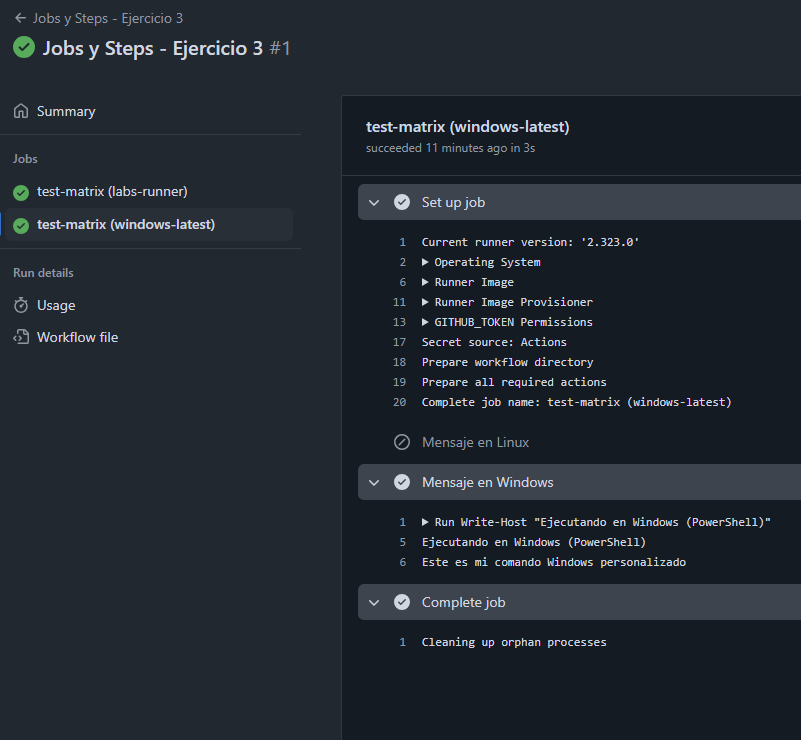 Jobs y Steps - Ejercicio 3
Jobs y Steps - Ejercicio 3 #1
Summary
Jobs
test-matrix (labs-runner)
test-matrix (windows-latest)
Run details
Usage
Workflow file
test-matrix (windows-latest)
succeeded 11 minutes ago in 3s
Set up job
1 Current runner version: '2.323.0'
2 Operating System
6 Runner Image
11 Runner Image Provisioner
13 GITHUB_TOKEN Permissions
17 Secret source: Actions
18 Prepare workflow directory
19 Prepare all required actions
20 Complete job name: test-matrix (windows-latest)
Mensaje en Linux
Mensaje en Windows
1 Run Write-Host "Ejecutando en Windows (PowerShell)"
5 Ejecutando en Windows (PowerShell)
6 Este es mi comando Windows personalizado
Complete job
1 Cleaning up orphan processes